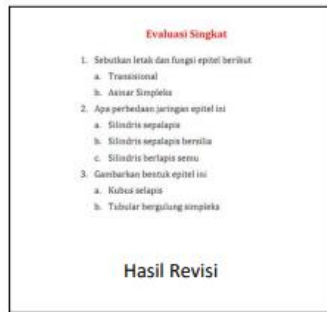 Evaluasi Singkat
1. Sebutkan letak dan fungsi epitel berikut
a. Transisional
b. Asinar Simpleks
2. Apa perbedaan jaringan epitel ini
a. Silindris sepalapis
b. Silindris sepalapis bersilia
c. Silindris berlapis semu
3. Gambarkan bentuk epitel ini
a. Kubus selapis
b. Tubular bergulung simpleks
Hasil Revisi